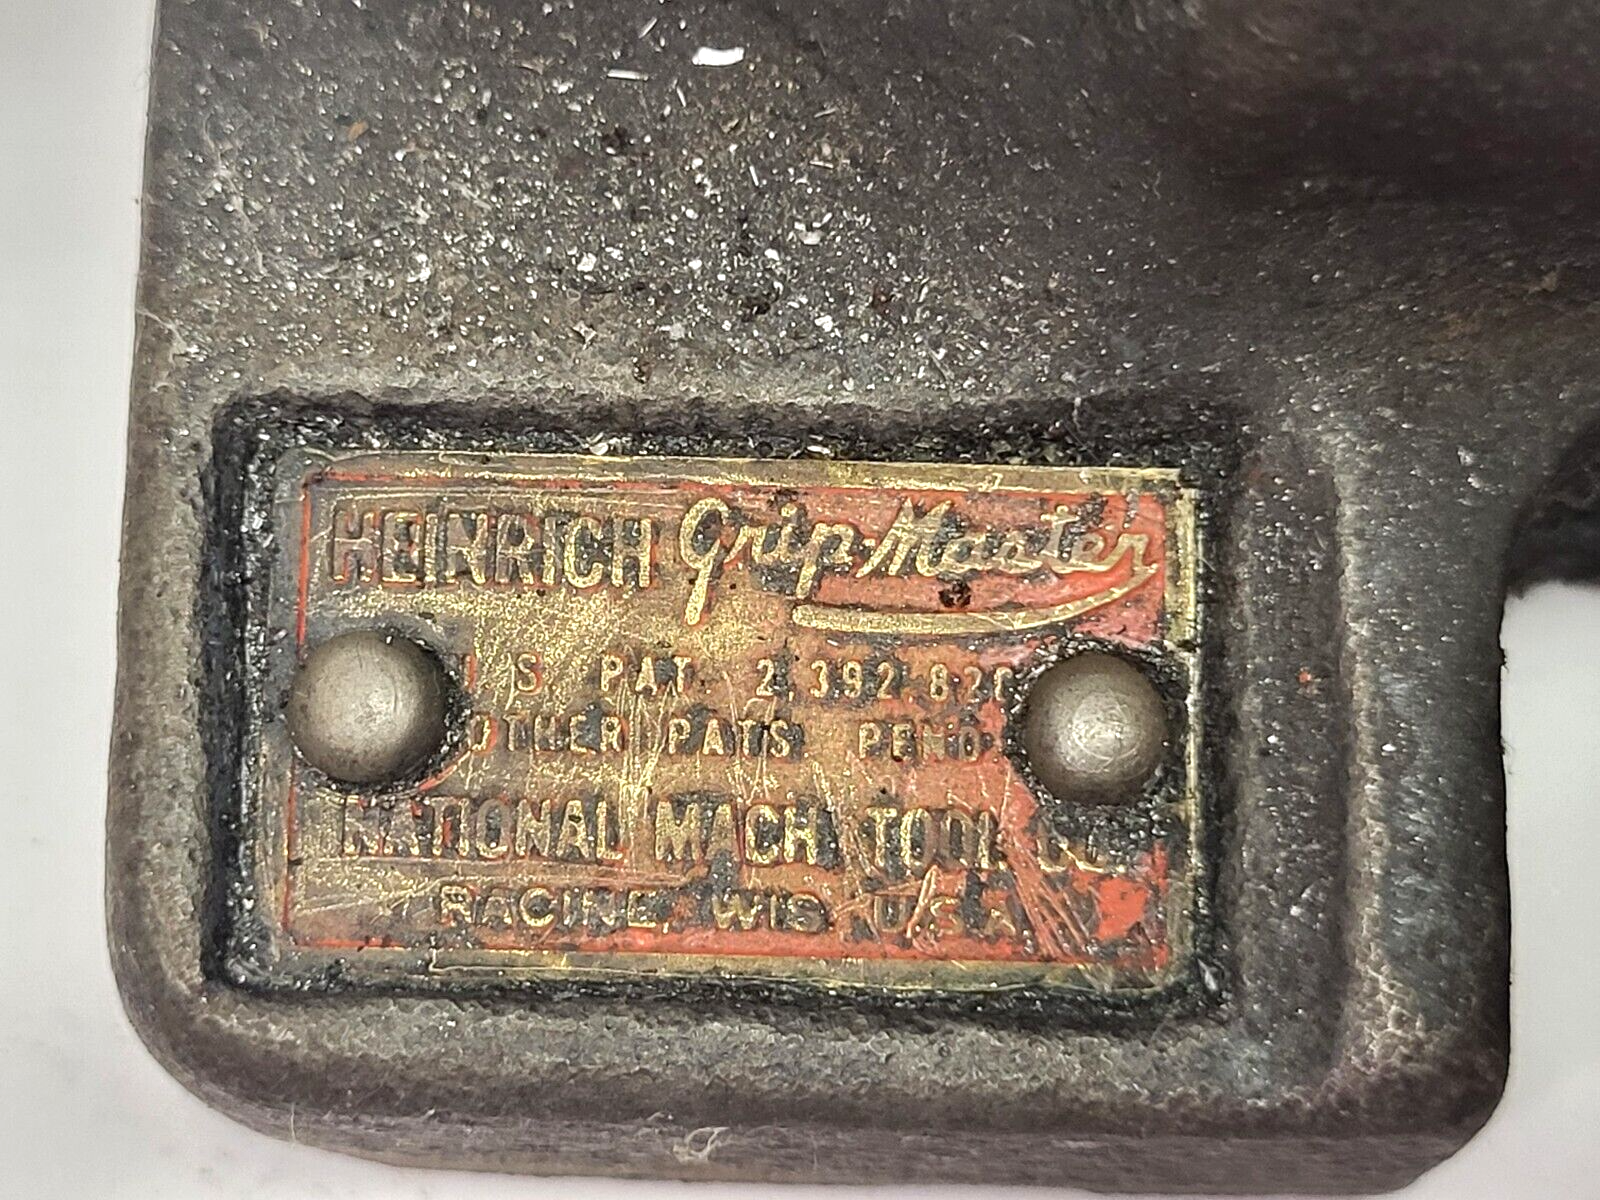 HEINRICH Grip-Master
U.S. PAT. 2,392,820
OTHER PATS PEND
NATIONAL MACH TOOL CO
RACINE, WIS U.S.A